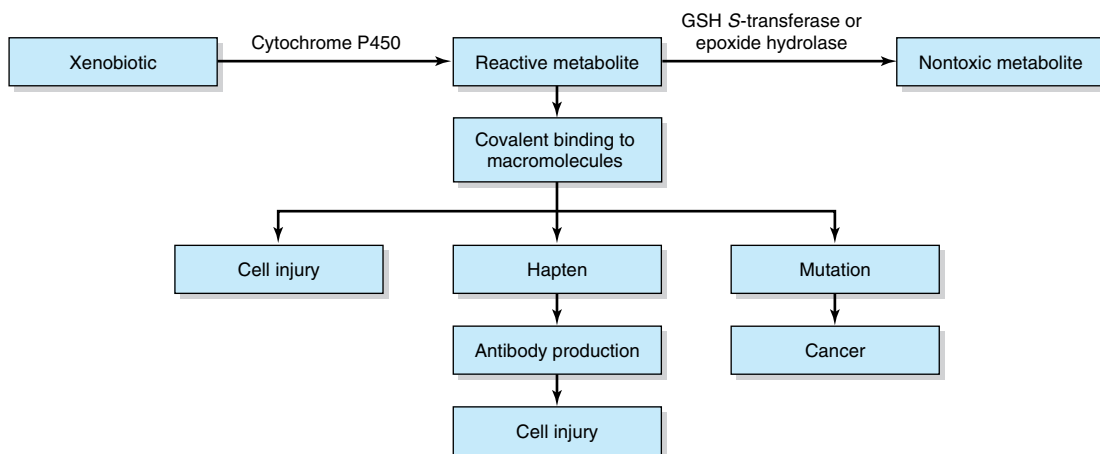 GSH S-transferase or
epoxide hydrolase
Cytochrome P450
Xenobiotic
Reactive metabolite
Nontoxic metabolite
Covalent binding to
macromolecules
Cell injury
Hapten
Mutation
Antibody production
Cancer
Cell injury